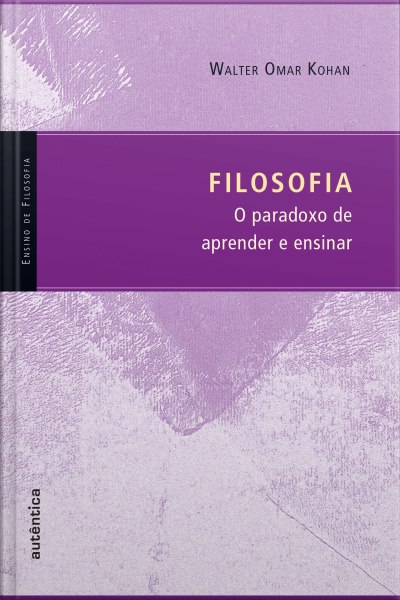 WALTER OMAR KOHAN
FILOSOFIA
O paradoxo de
aprender e ensinar
ENSINO DE FILOSOFIA
autêntica